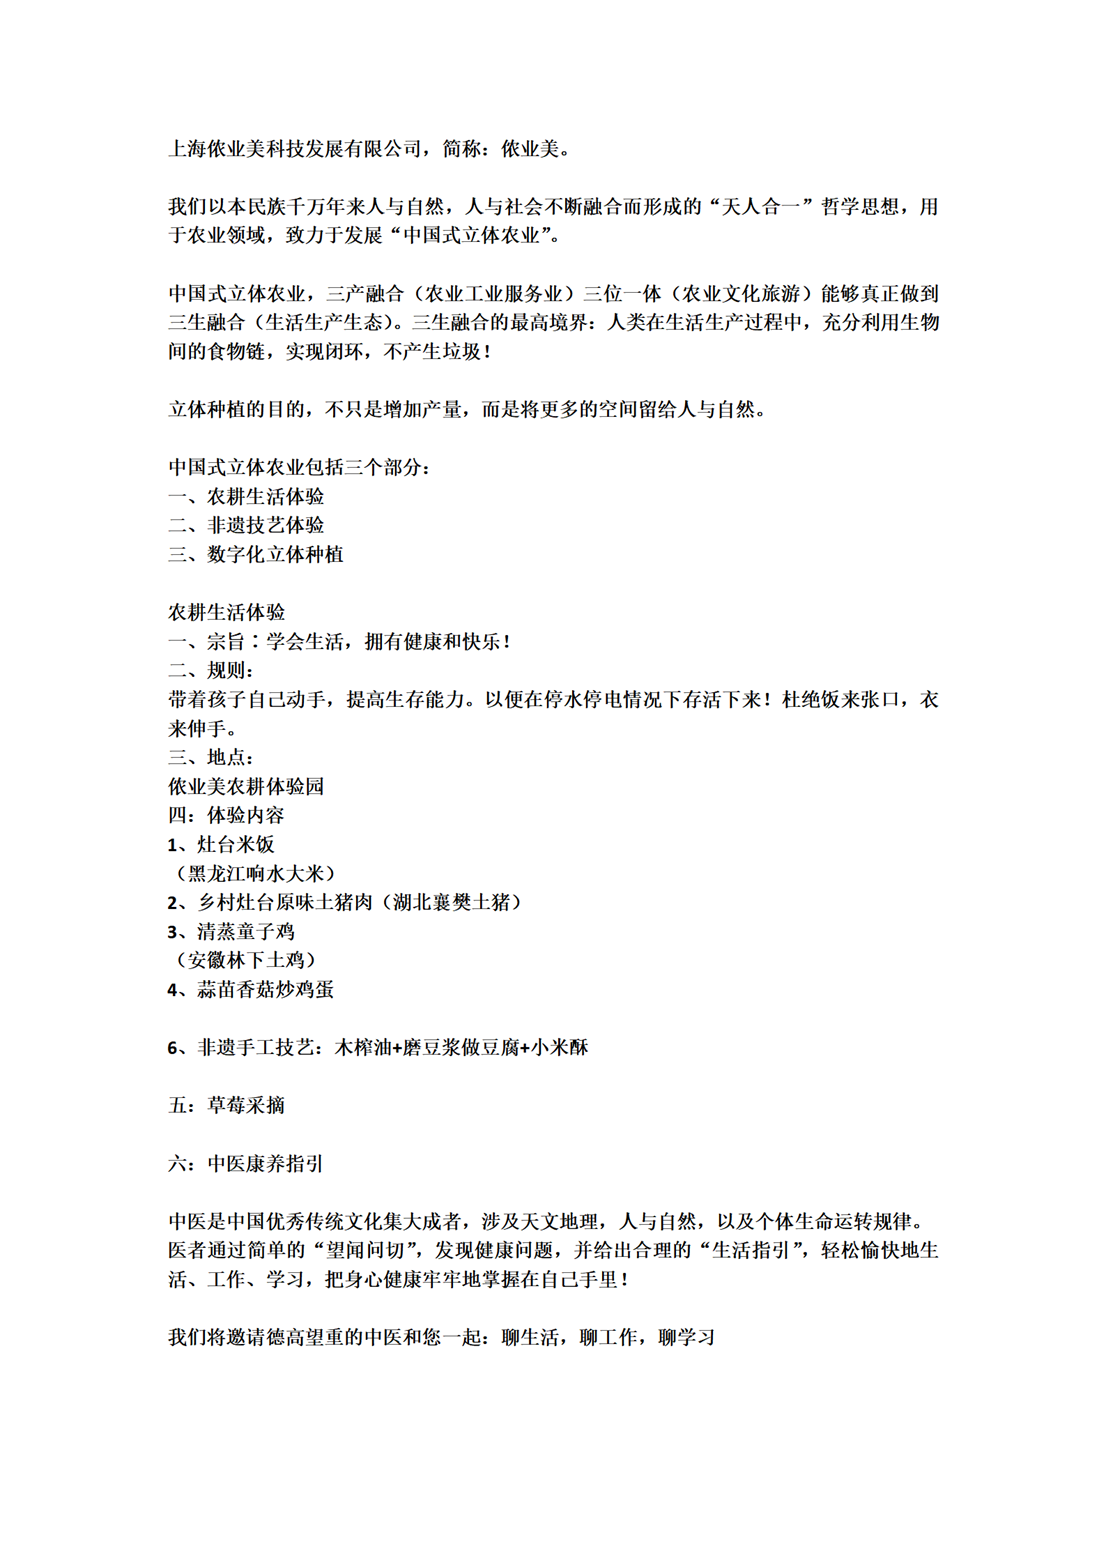 上海侬业美科技发展有限公司，简称：侬业美。
我们以本民族千万年来人与自然，人与社会不断融合而形成的“天人合一”哲学思想，用
于农业领域，致力于发展“中国式立体农业”。
中国式立体农业，三产融合（农业工业服务业）三位一体（农业文化旅游）能够真正做到
三生融合（生活生产生态）。三生融合的最高境界：人类在生活生产过程中，充分利用生物
间的食物链，实现闭环，不产生垃圾！
立体种植的目的，不只是增加产量，而是将更多的空间留给人与自然。
中国式立体农业包括三个部分：
一、农耕生活体验
二、非遗技艺体验
三、数字化立体种植
农耕生活体验
一、宗旨：学会生活，拥有健康和快乐！
二、规则：
带着孩子自己动手，提高生存能力。以便在停水停电情况下存活下来！杜绝饭来张口，衣
来伸手。
三、地点：
侬业美农耕体验园
四：体验内容
1、灶台米饭
（黑龙江响水大米）
2、乡村灶台原味土猪肉（湖北襄樊土猪）
3、清蒸童子鸡
（安徽林下土鸡）
4、蒜苗香菇炒鸡蛋
6、非遗手工技艺：木榨油+磨豆浆做豆腐+小米酥
五：草莓采摘
六：中医康养指引
中医是中国优秀传统文化集大成者，涉及天文地理，人与自然，以及个体生命运转规律。
医者通过简单的“望闻问切”，发现健康问题，并给出合理的“生活指引”，轻松愉快地生
活、工作、学习，把身心健康牢牢地掌握在自己手里！
我们将邀请德高望重的中医和您一起：聊生活，聊工作，聊学习